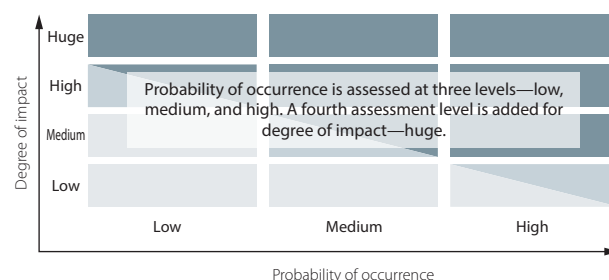 Huge
High
Medium
Low
Degree of impact
Probability of occurrence is assessed at three levels—low,
medium, and high. A fourth assessment level is added for
degree of impact—huge.
Low Medium High
Probability of occurrence